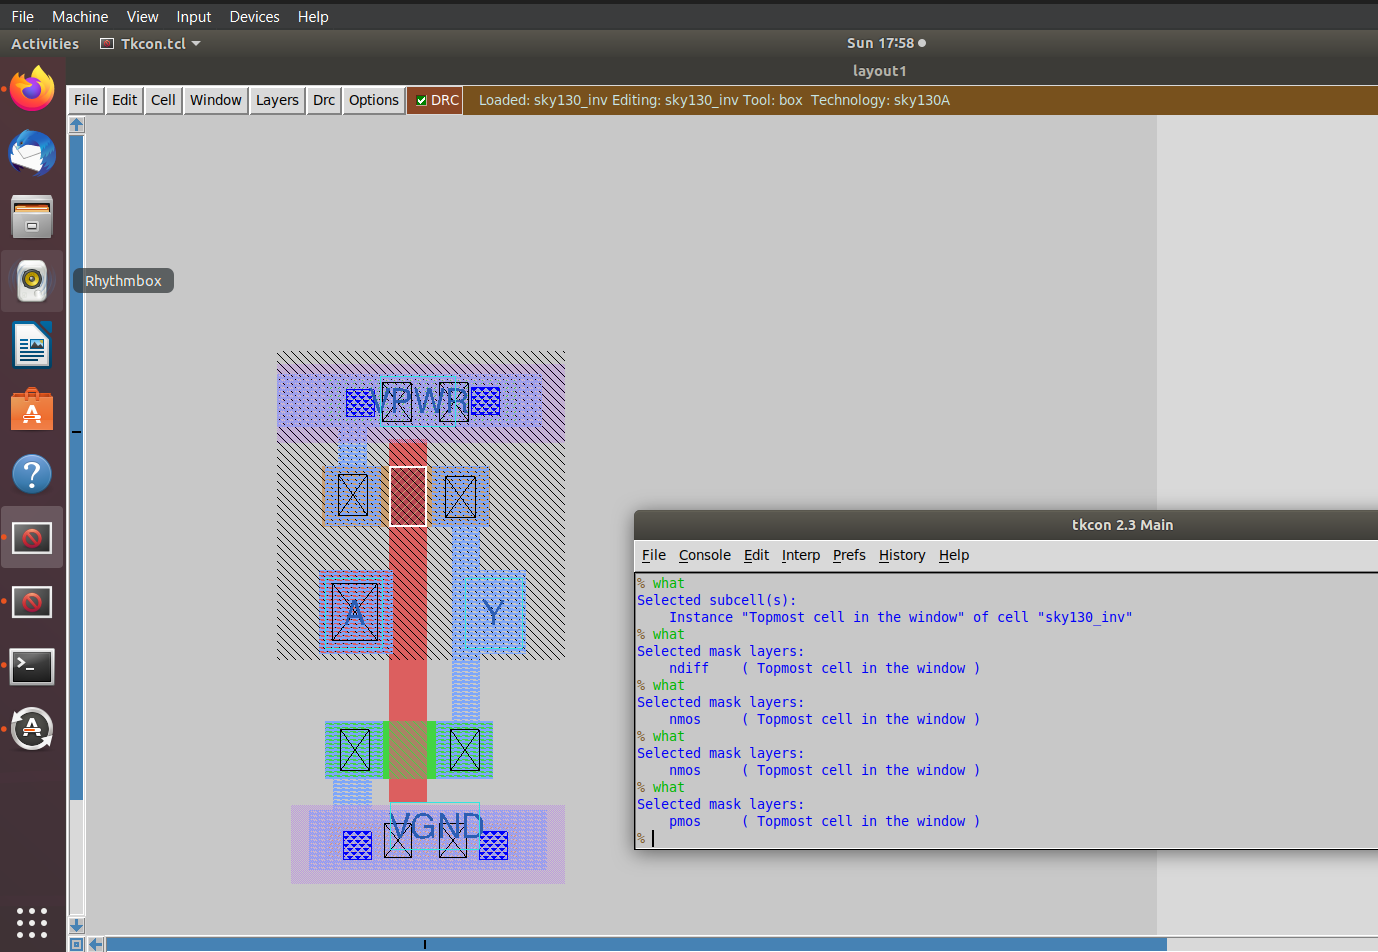 File Machine View Input Devices Help
Activities Tkcon.tcl Sun 17:58
layout1
File Edit Cell Window Layers Drc Options DRC Loaded: sky130_inv Editing: sky130_inv Tool: box Technology: sky130A
Rhythmbox
VPWR
A
Y
VGND
tkcon 2.3 Main
File Console Edit Interp Prefs History Help
% what
Selected subcell(s):
Instance "Topmost cell in the window" of cell "sky130_inv"
% what
Selected mask layers:
ndiff ( Topmost cell in the window )
% what
Selected mask layers:
nmos ( Topmost cell in the window )
% what
Selected mask layers:
nmos ( Topmost cell in the window )
% what
Selected mask layers:
pmos ( Topmost cell in the window )
%